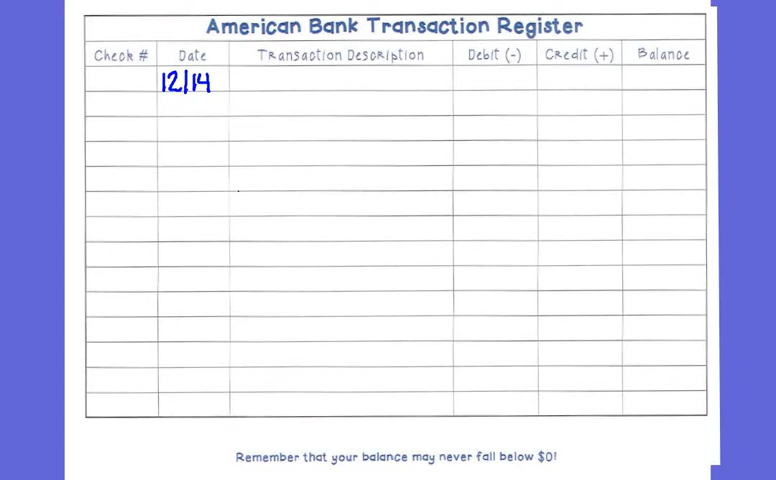 American Bank Transaction Register
Check # Date Transaction Description Debit (-) Credit (+) Balance
12/14
Remember that your balance may never fall below $0!